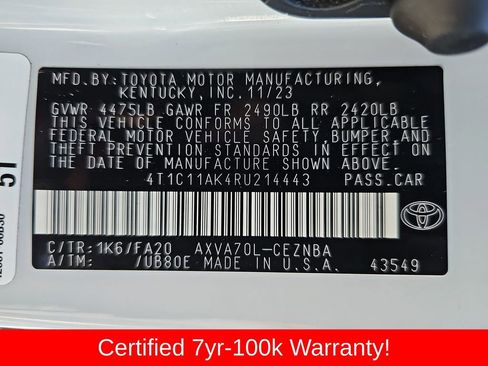 MFD.BY:TOYOTA MOTOR MANUFACTURING,
KENTUCKY,INC.11/23
GVWR 4475LB GAWR FR 2490LB RR 2420LB
THIS VEHICLE CONFORMS TO ALL APPLICABLE
FEDERAL MOTOR VEHICLE SAFETY,BUMPER,AND
THEFT PREVENTION STANDARDS IN EFFECT ON
THE DATE OF MANUFACTURE SHOWN ABOVE.
4T1C11AK4RU214443 PASS.CAR
C/TR:1K6/FA20 AXVA70L-CEZNBA
A/TM: /UB80E MADE IN U.S.A. 43549
51
TOYOTA
Certified 7yr-100k Warranty!